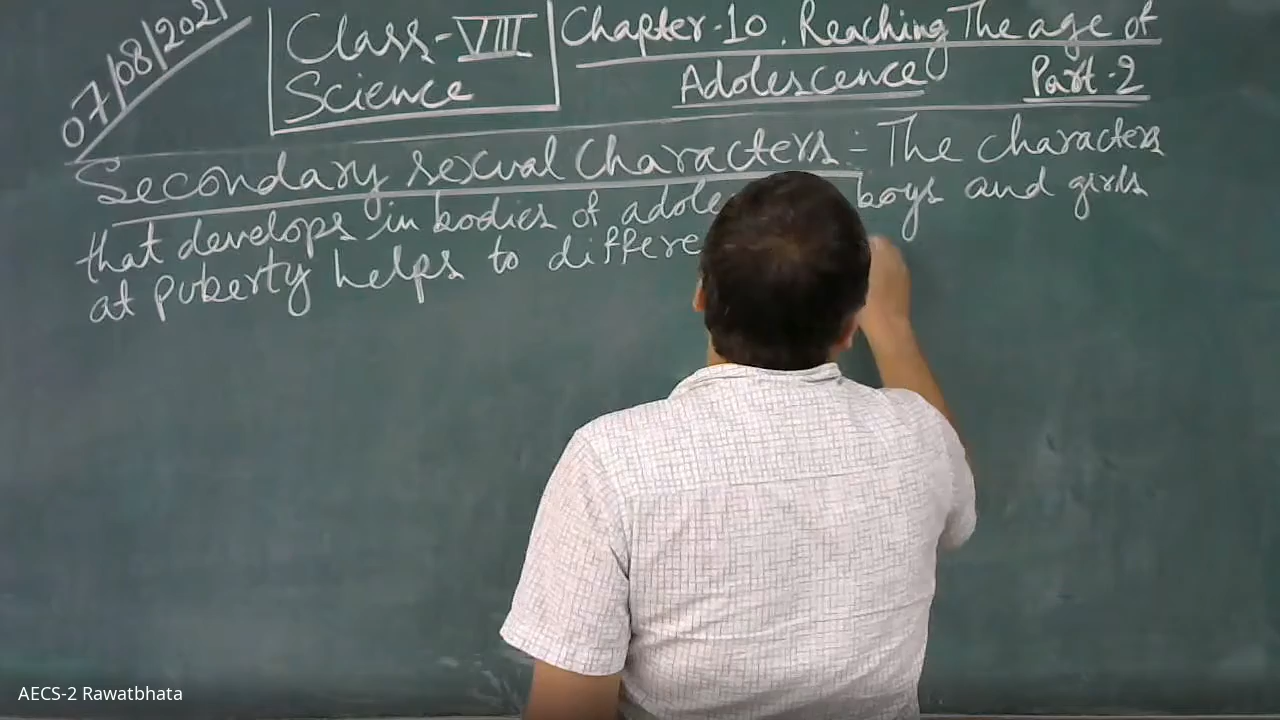 07/08/2021
Class-VIII
Science
Chapter-10. Reaching The age of
Adolescence
Part-2
Secondary sexual Characters:- The characters
that develops in bodies of adole boys and girls
at puberty helps to differe
AECS-2 Rawatbhata